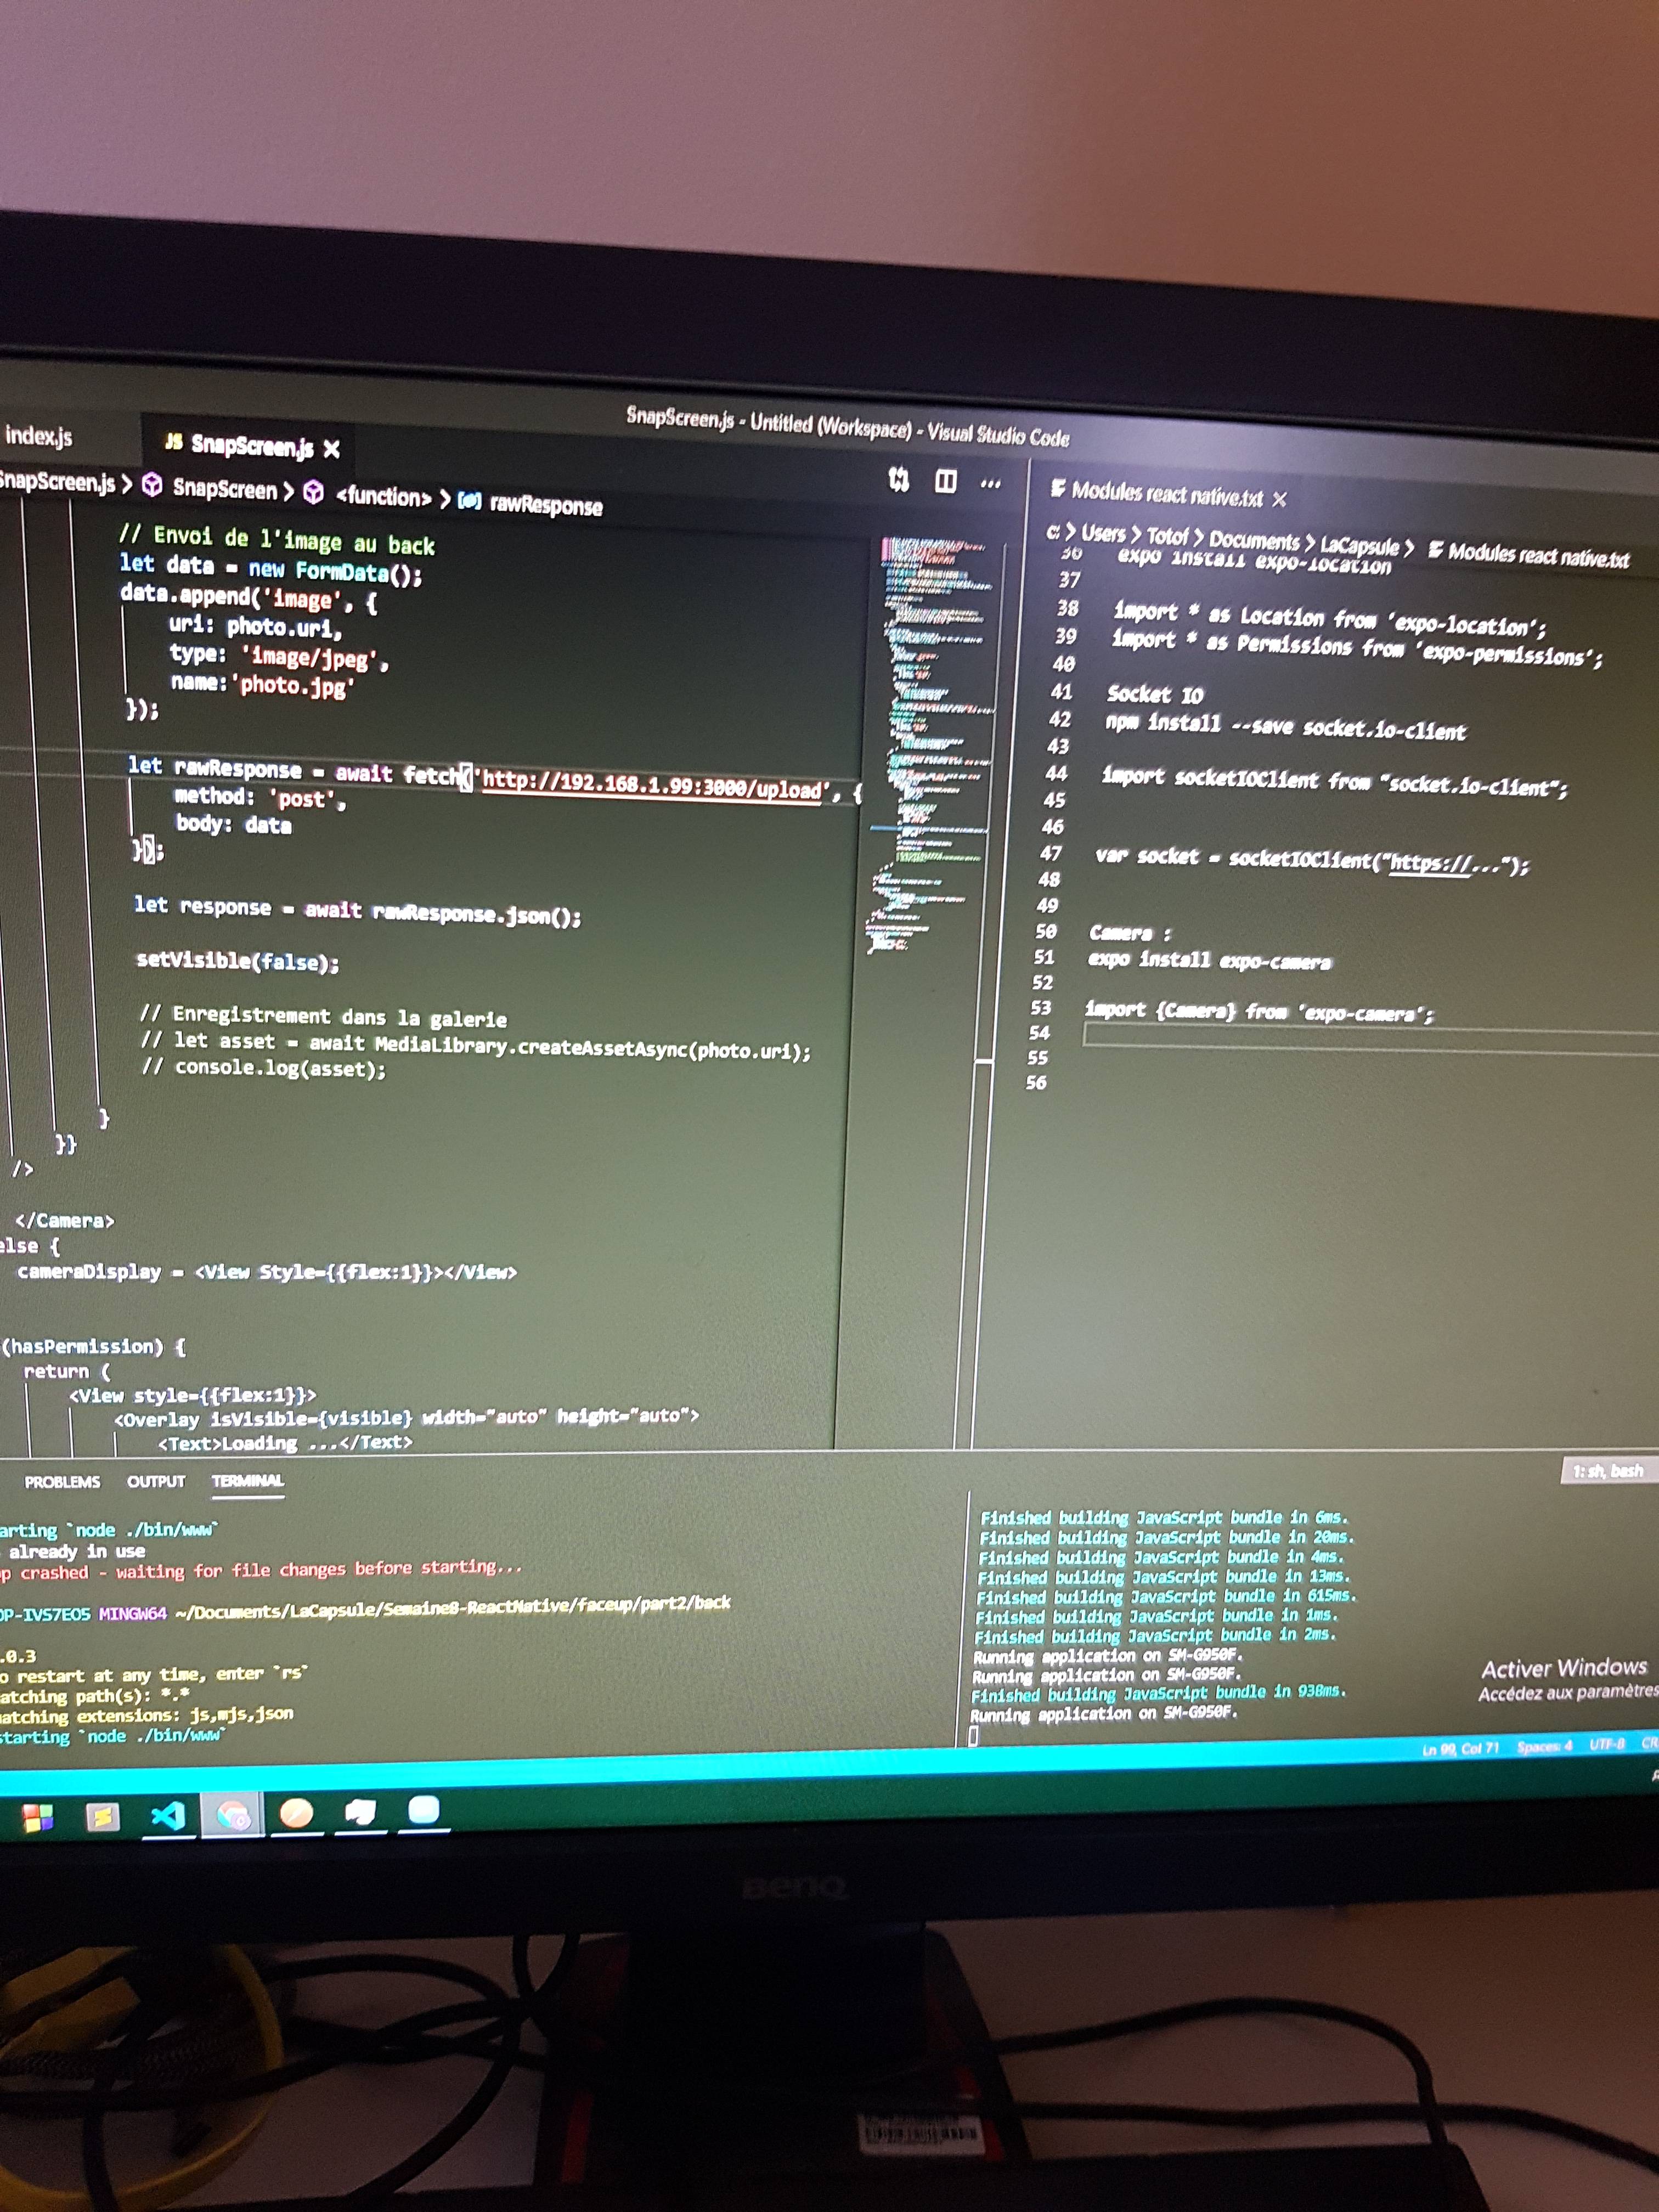 SnapScreen.js - Untitled (Workspace) - Visual Studio Code
index.js
JS SnapScreen.js X
SnapScreen.js > SnapScreen > <function> > rawResponse
// Envoi de l'image au back
let data = new FormData();
data.append('image', {
uri: photo.uri,
type: 'image/jpeg',
name:'photo.jpg'
});
let rawResponse = await fetch('http://192.168.1.99:3000/upload', {
method: 'post',
body: data
});
let response = await rawResponse.json();
setVisible(false);
// Enregistrement dans la galerie
// let asset = await MediaLibrary.createAssetAsync(photo.uri);
// console.log(asset);
}
}}
/>
</Camera>
else {
cameraDisplay = <View style={{flex:1}}></View>
(hasPermission) {
return (
<View style={{flex:1}}>
<Overlay isVisible={visible} width="auto" height="auto">
<Text>Loading ...</Text>
Modules react native.txt X
C: > Users > Totof > Documents > LaCapsule > Modules react native.txt
36 expo install expo-location
37
38 import * as Location from 'expo-location';
39 import * as Permissions from 'expo-permissions';
40
41 Socket IO
42 npm install --save socket.io-client
43
44 import socketIOClient from "socket.io-client";
45
46
47 var socket = socketIOClient("https://...");
48
49
50 Camera :
51 expo install expo-camera
52
53 import {Camera} from 'expo-camera';
54
55
56
PROBLEMS OUTPUT TERMINAL
1: sh, bash
arting `node ./bin/www`
already in use
p crashed - waiting for file changes before starting...
OP-IVS7EO5 MINGW64 ~/Documents/LaCapsule/Semaine8-ReactNative/faceup/part2/back
.0.3
o restart at any time, enter `rs`
atching path(s): *.*
atching extensions: js,mjs,json
starting `node ./bin/www`
Finished building JavaScript bundle in 6ms.
Finished building JavaScript bundle in 20ms.
Finished building JavaScript bundle in 4ms.
Finished building JavaScript bundle in 13ms.
Finished building JavaScript bundle in 615ms.
Finished building JavaScript bundle in 1ms.
Finished building JavaScript bundle in 2ms.
Running application on SM-G950F.
Running application on SM-G950F.
Finished building JavaScript bundle in 938ms.
Running application on SM-G950F.
Activer Windows
Accédez aux paramètres
Ln 99, Col 71 Spaces: 4 UTF-8 CR
BenQ